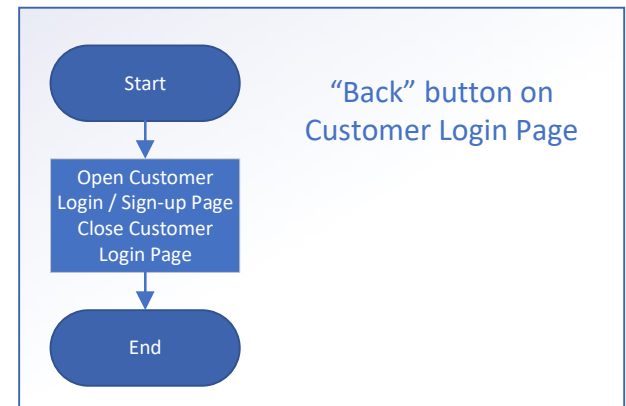 Start
“Back” button on
Customer Login Page
Open Customer
Login / Sign-up Page
Close Customer
Login Page
End